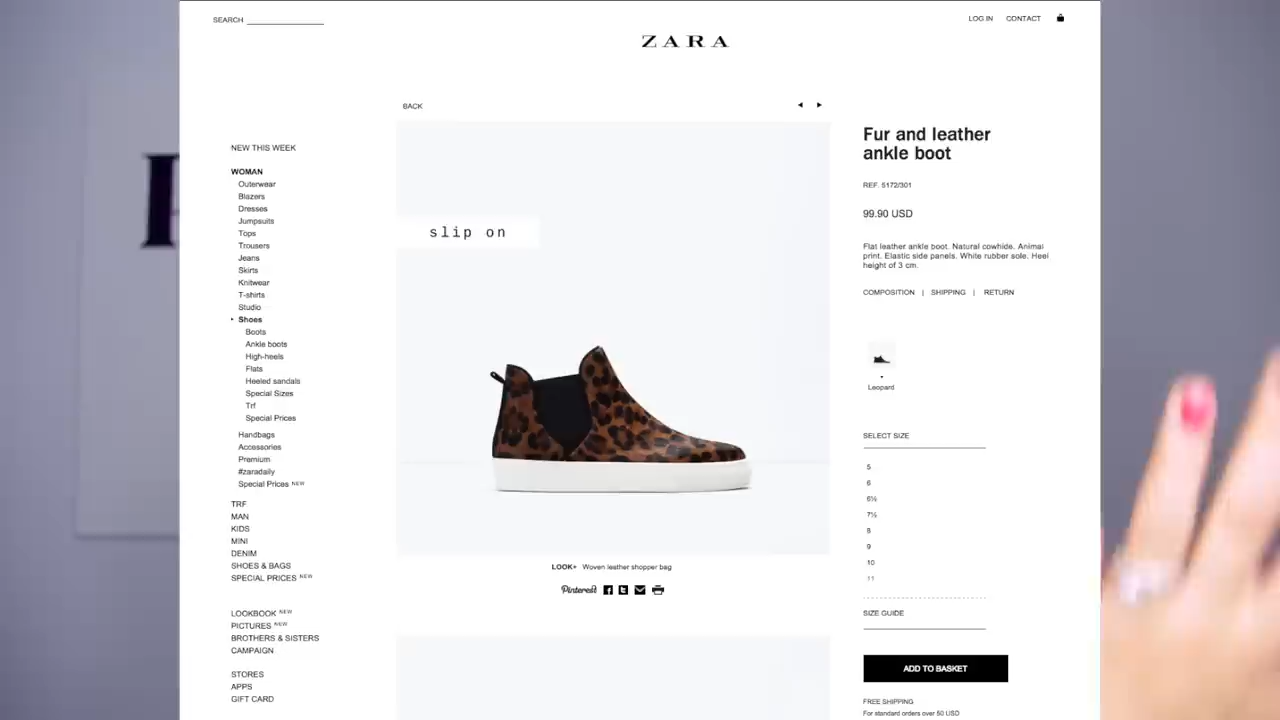 SEARCH
LOG IN
CONTACT
ZARA
BACK
NEW THIS WEEK
WOMAN
Outerwear
Blazers
Dresses
Jumpsuits
Tops
Trousers
Jeans
Skirts
Knitwear
T-shirts
Studio
Shoes
Boots
Ankle boots
High-heels
Flats
Heeled sandals
Special Sizes
Trf
Special Prices
Handbags
Accessories
Premium
#zaradaily
Special Prices NEW
TRF
MAN
KIDS
MINI
DENIM
SHOES & BAGS
SPECIAL PRICES NEW
LOOKBOOK NEW
PICTURES NEW
BROTHERS & SISTERS
CAMPAIGN
STORES
APPS
GIFT CARD
slip on
LOOK+ Woven leather shopper bag
Pinterest
Fur and leather
ankle boot
REF. 5172/301
99.90 USD
Flat leather ankle boot. Natural cowhide. Animal
print. Elastic side panels. White rubber sole. Heel
height of 3 cm.
COMPOSITION | SHIPPING | RETURN
Leopard
SELECT SIZE
5
6
6½
7½
8
9
10
11
SIZE GUIDE
ADD TO BASKET
FREE SHIPPING
For standard orders over 50 USD